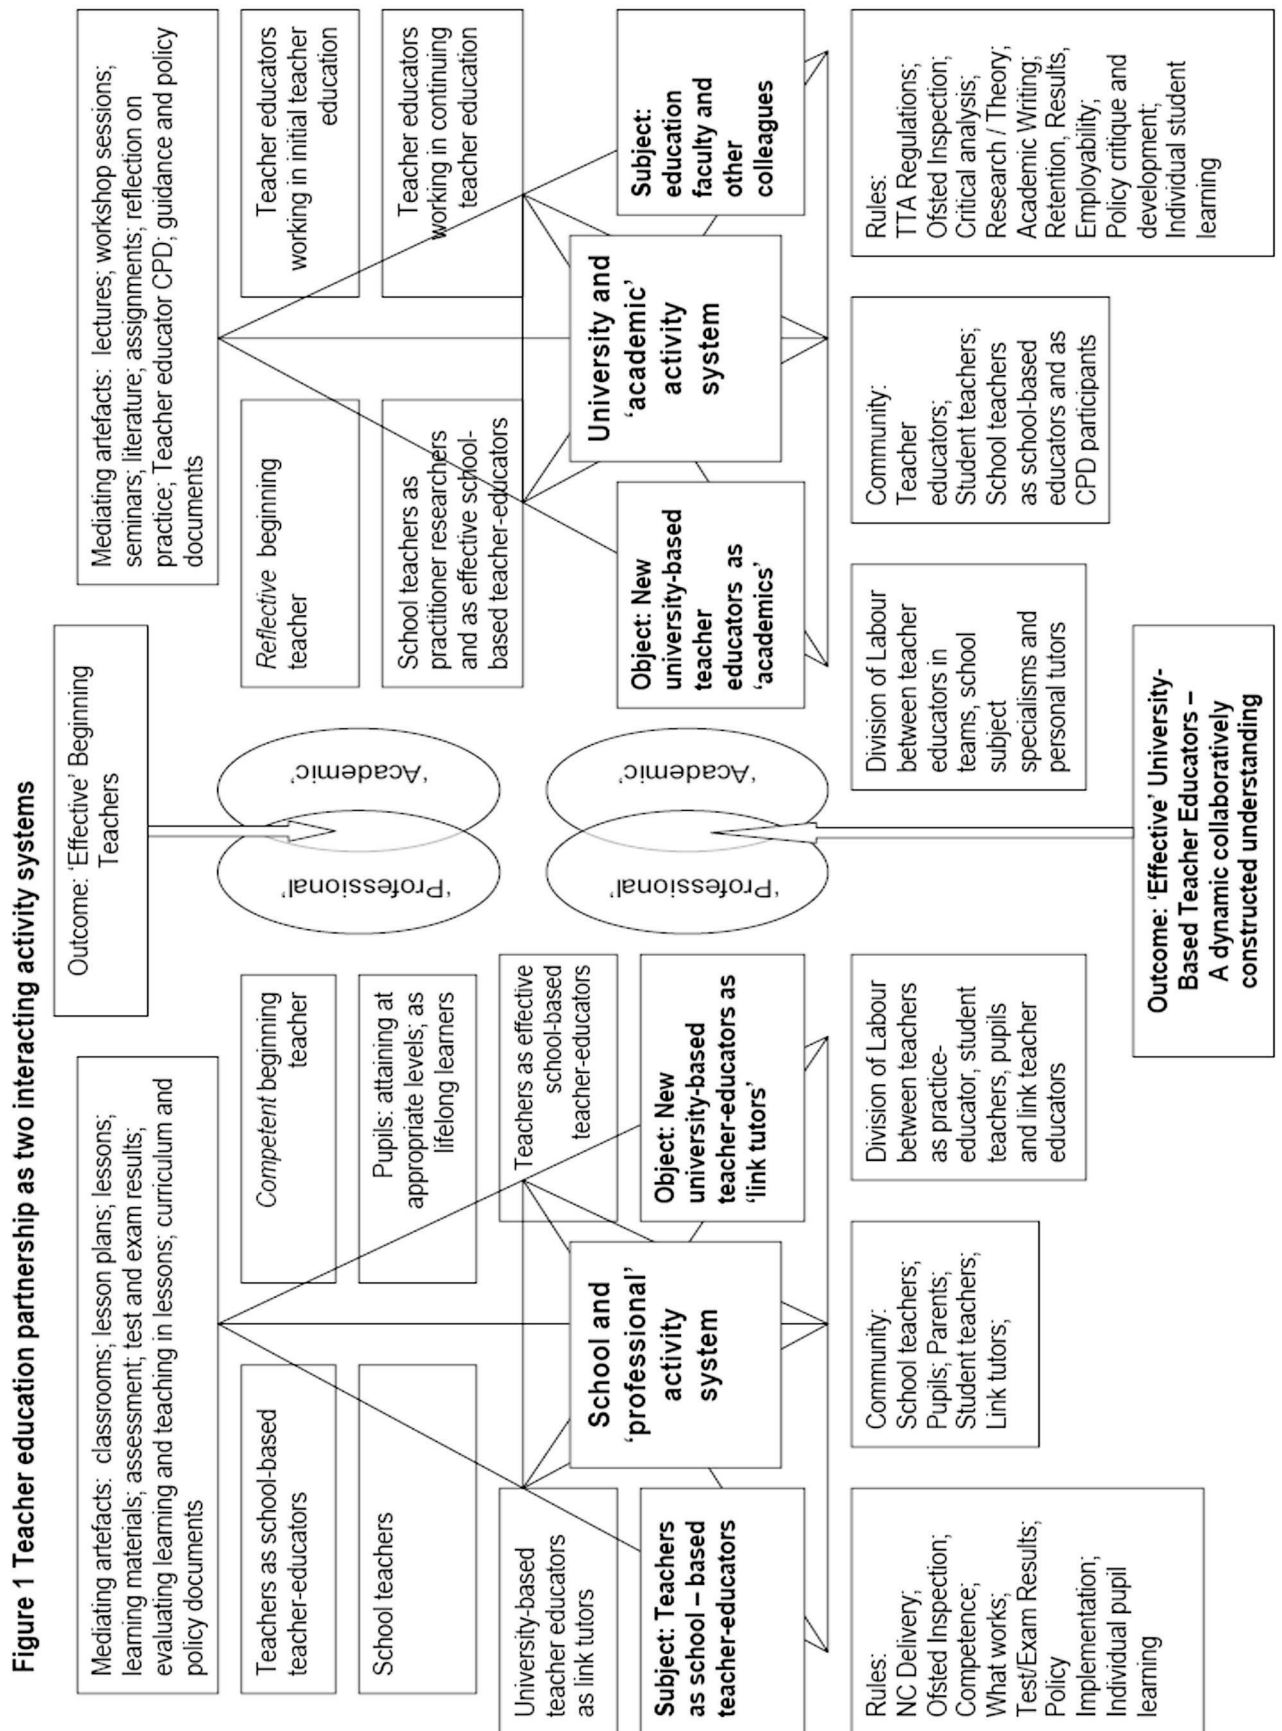 Figure 1 Teacher education partnership as two interacting activity systems
Mediating artefacts: classrooms; lesson plans; lessons;
learning materials; assessment; test and exam results;
evaluating learning and teaching in lessons; curriculum and
policy documents
Outcome: ‘Effective’ Beginning
Teachers
Mediating artefacts: lectures; workshop sessions;
seminars; literature; assignments; reflection on
practice; Teacher educator CPD; guidance and policy
documents
Teachers as school-based
teacher-educators
Competent beginning
teacher
School teachers
Pupils: attaining at
appropriate levels; as
lifelong learners
University-based
teacher educators
as link tutors
Teachers as effective
school-based
teacher-educators
Subject: Teachers
as school – based
teacher-educators
School and
‘professional’
activity
system
Object: New
university-based
teacher-educators as
‘link tutors’
Rules:
NC Delivery;
Ofsted Inspection;
Competence;
What works;
Test/Exam Results;
Policy
Implementation;
Individual pupil
learning
Community:
School teachers;
Pupils; Parents;
Student teachers;
Link tutors;
Division of Labour
between teachers
as practice-
educator, student
teachers, pupils
and link teacher
educators
‘Professional’
‘Academic’
‘Professional’
‘Academic’
Reflective beginning
teacher
Teacher educators
working in initial teacher
education
School teachers as
practitioner researchers
and as effective school-
based teacher-educators
Teacher educators
working in continuing
teacher education
Object: New
university-based
teacher
educators as
‘academics’
University and
‘academic’
activity
system
Subject:
education
faculty and
other
colleagues
Division of Labour
between teacher
educators in
teams, school
subject
specialisms and
personal tutors
Community:
Teacher
educators;
Student teachers;
School teachers
as school-based
educators and as
CPD participants
Rules:
TTA Regulations;
Ofsted Inspection;
Critical analysis;
Research / Theory;
Academic Writing;
Retention, Results,
Employability;
Policy critique and
development;
Individual student
learning
Outcome: ‘Effective’ University-
Based Teacher Educators –
A dynamic collaboratively
constructed understanding